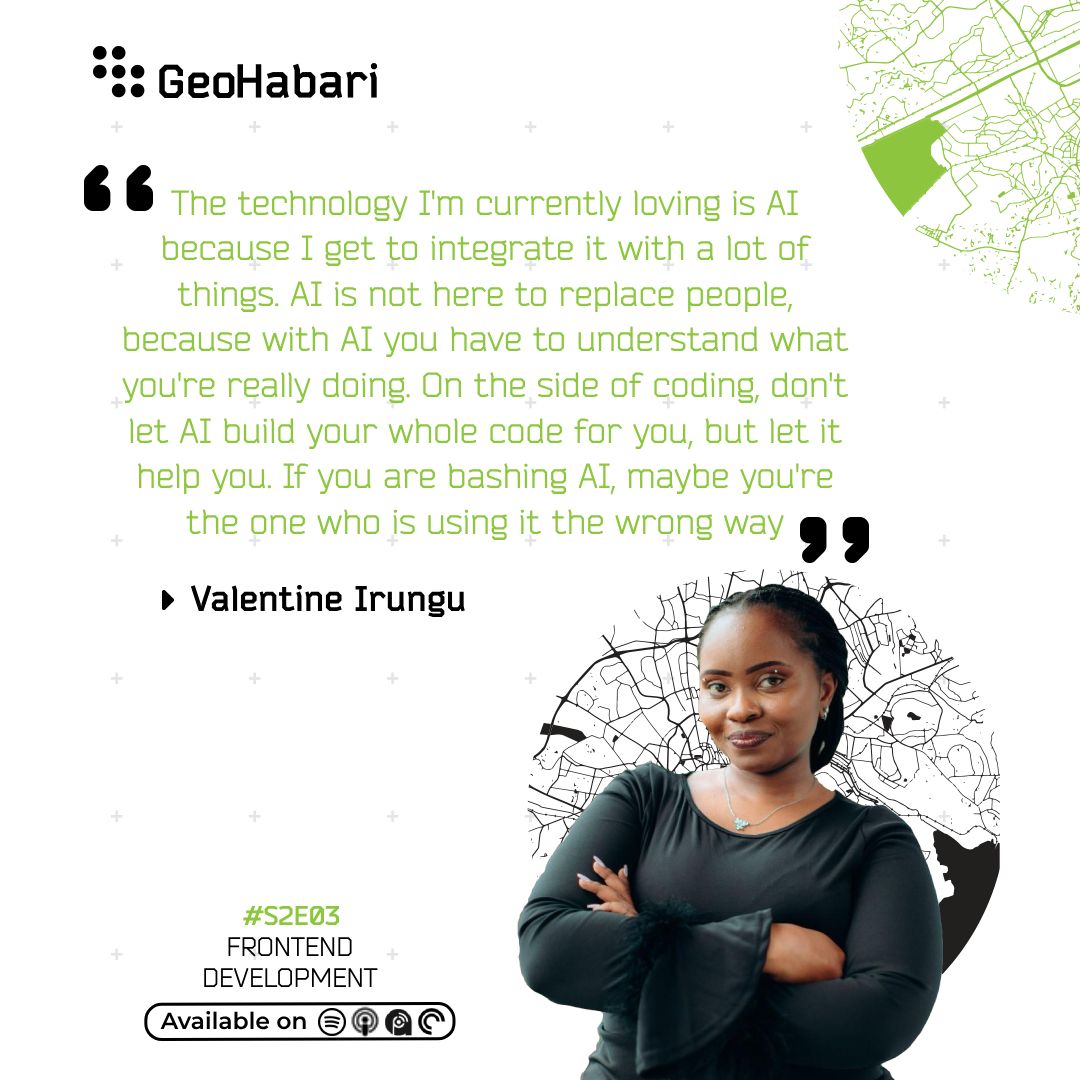 GeoHabari
The technology I'm currently loving is AI
because I get to integrate it with a lot of
things. AI is not here to replace people,
because with AI you have to understand what
you're really doing. On the side of coding, don't
let AI build your whole code for you, but let it
help you. If you are bashing AI, maybe you're
the one who is using it the wrong way
Valentine Irungu
#S2E03
FRONTEND
DEVELOPMENT
Available on